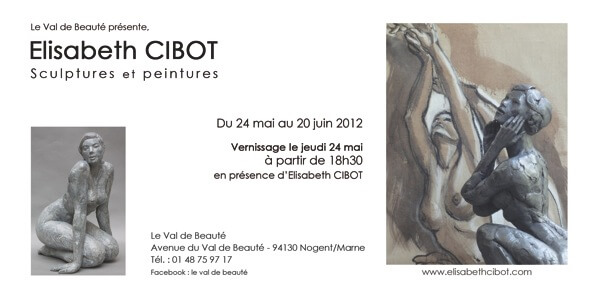 Le Val de Beauté présente,
Elisabeth CIBOT
Sculptures et peintures
Du 24 mai au 20 juin 2012
Vernissage le jeudi 24 mai
à partir de 18h30
en présence d'Elisabeth CIBOT
Le Val de Beauté
Avenue du Val de Beauté - 94130 Nogent/Marne
Tél. : 01 48 75 97 17
Facebook : le val de beauté
www.elisabethcibot.com